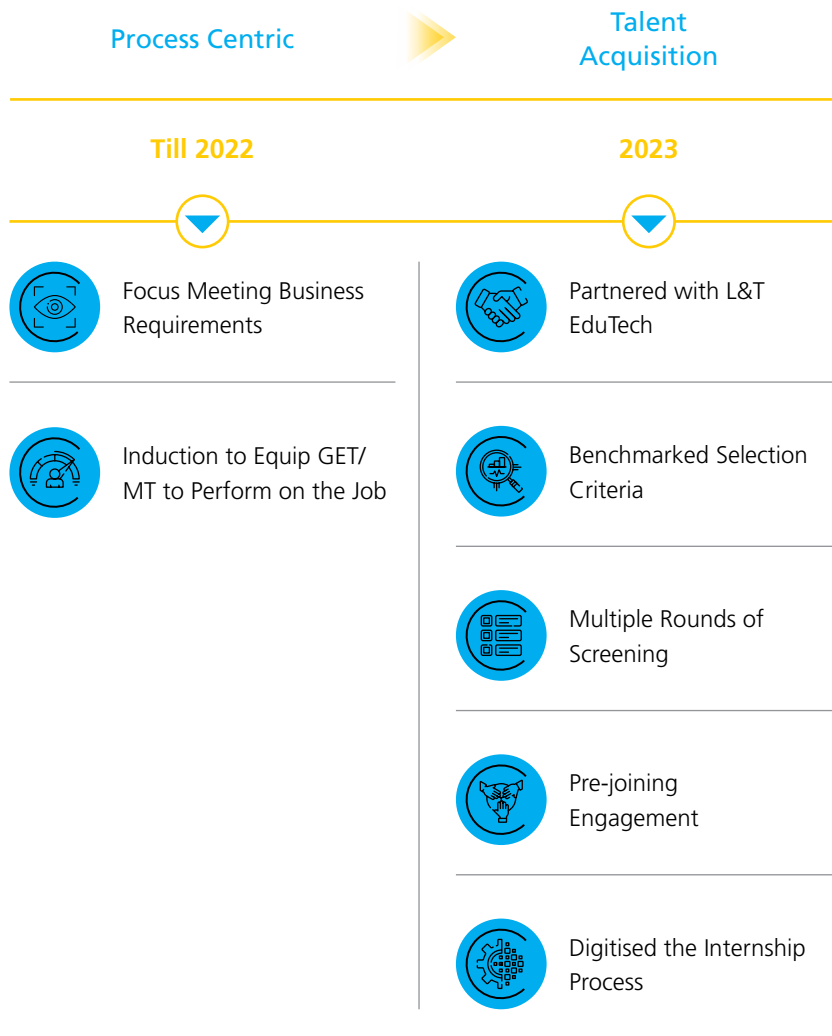 Process Centric
Talent
Acquisition
Till 2022
2023
Focus Meeting Business
Requirements
Induction to Equip GET/
MT to Perform on the Job
Partnered with L&T
EduTech
Benchmarked Selection
Criteria
Multiple Rounds of
Screening
Pre-joining
Engagement
Digitised the Internship
Process